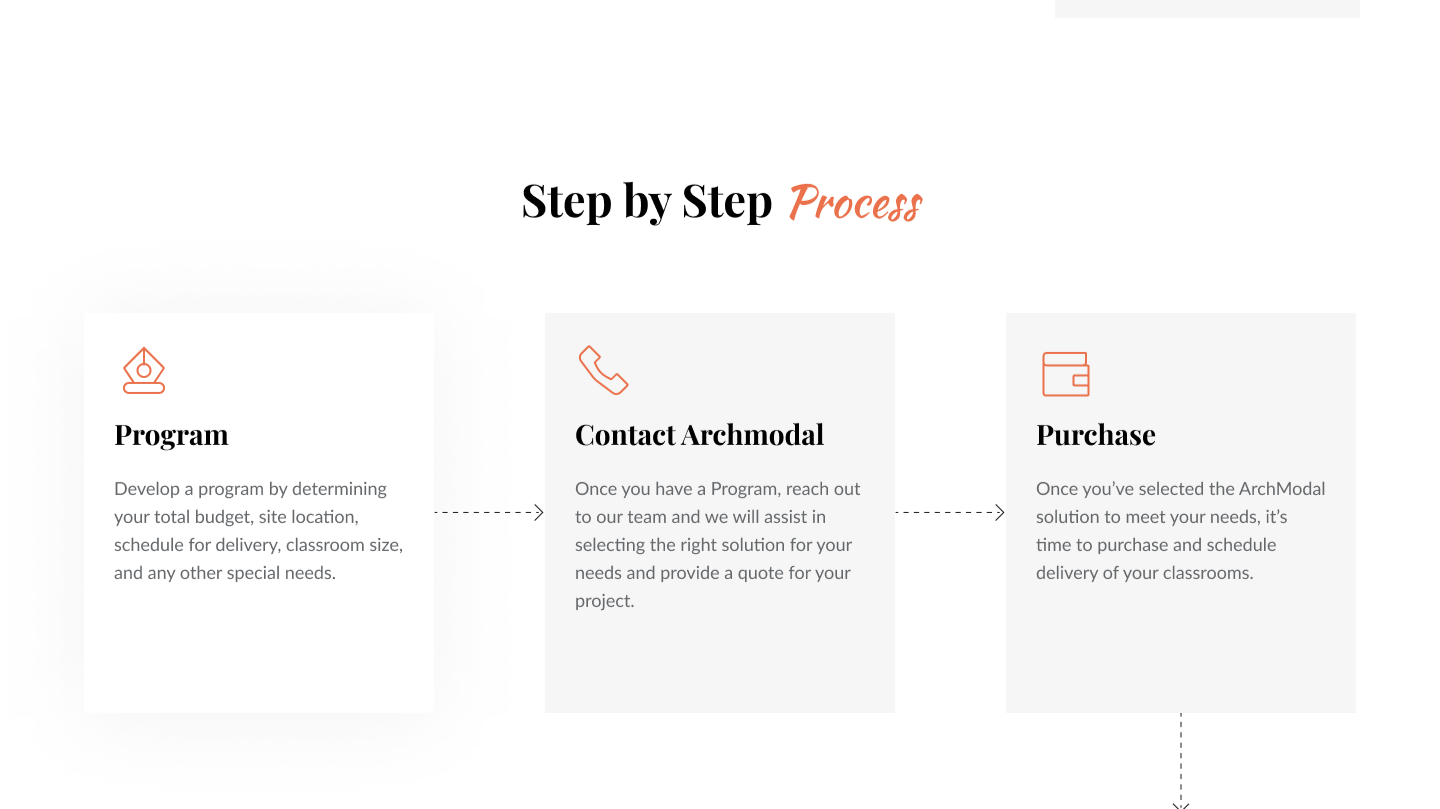 Step by Step Process
Program
Develop a program by determining
your total budget, site location,
schedule for delivery, classroom size,
and any other special needs.
Contact Archmodal
Once you have a Program, reach out
to our team and we will assist in
selecting the right solution for your
needs and provide a quote for your
project.
Purchase
Once you’ve selected the ArchModal
solution to meet your needs, it’s
time to purchase and schedule
delivery of your classrooms.